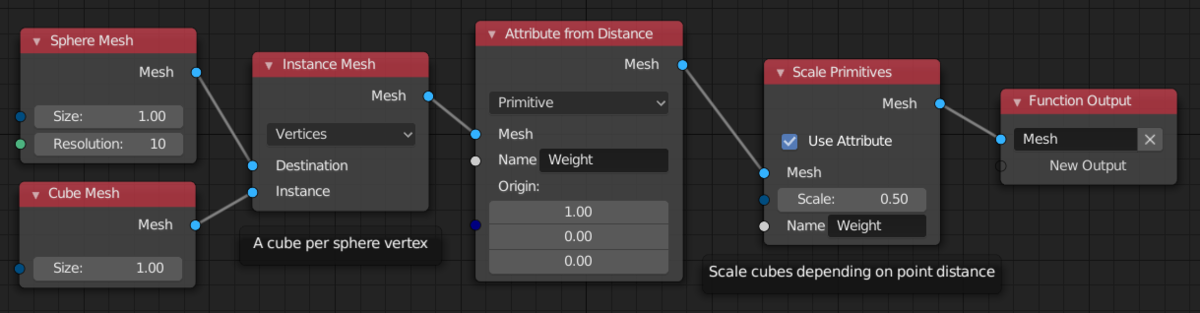 Sphere Mesh
Mesh
Size: 1.00
Resolution: 10
Cube Mesh
Mesh
Size: 1.00
Instance Mesh
Mesh
Vertices
Destination
Instance
A cube per sphere vertex
Attribute from Distance
Mesh
Primitive
Mesh
Name Weight
Origin:
1.00
0.00
0.00
Scale Primitives
Mesh
Use Attribute
Mesh
Scale: 0.50
Name Weight
Scale cubes depending on point distance
Function Output
Mesh
New Output